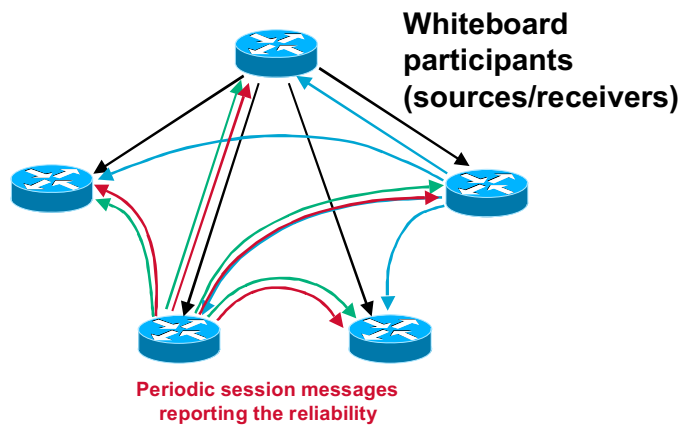 Whiteboard
participants
(sources/receivers)
Periodic session messages
reporting the reliability